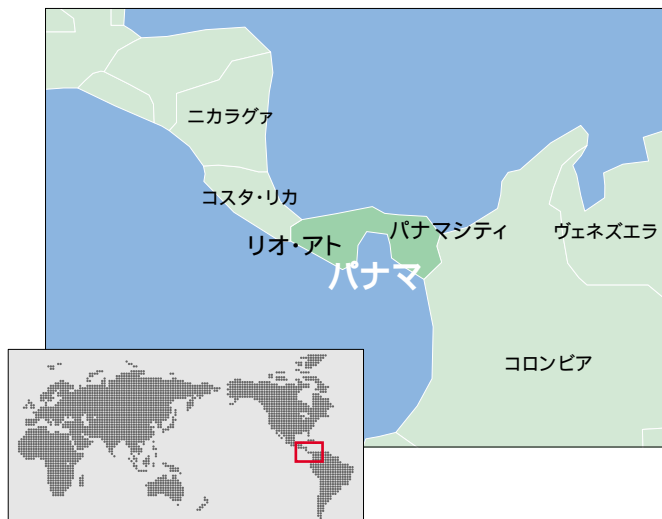 ニカラグァ
コスタ・リカ
リオ・アト
パナマシティ
ヴェネズエラ
パナマ
コロンビア